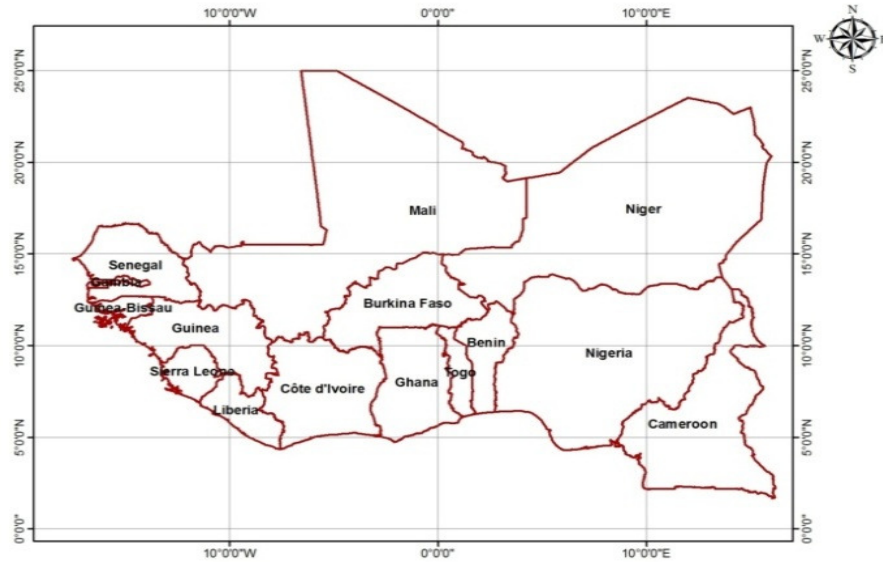 10°0'0"W 0°0'0" 10°0'0"E
N
W E
S
25°0'0"N 25°0'0"N
20°0'0"N 20°0'0"N
Mali Niger
15°0'0"N 15°0'0"N
Senegal
Gambia
Guinea-Bissau Burkina Faso
Guinea
10°0'0"N Benin 10°0'0"N
Nigeria
Sierra Leone Togo
Côte d'Ivoire Ghana
Liberia
Cameroon
5°0'0"N 5°0'0"N
0°0'0" 0°0'0"
10°0'0"W 0°0'0" 10°0'0"E